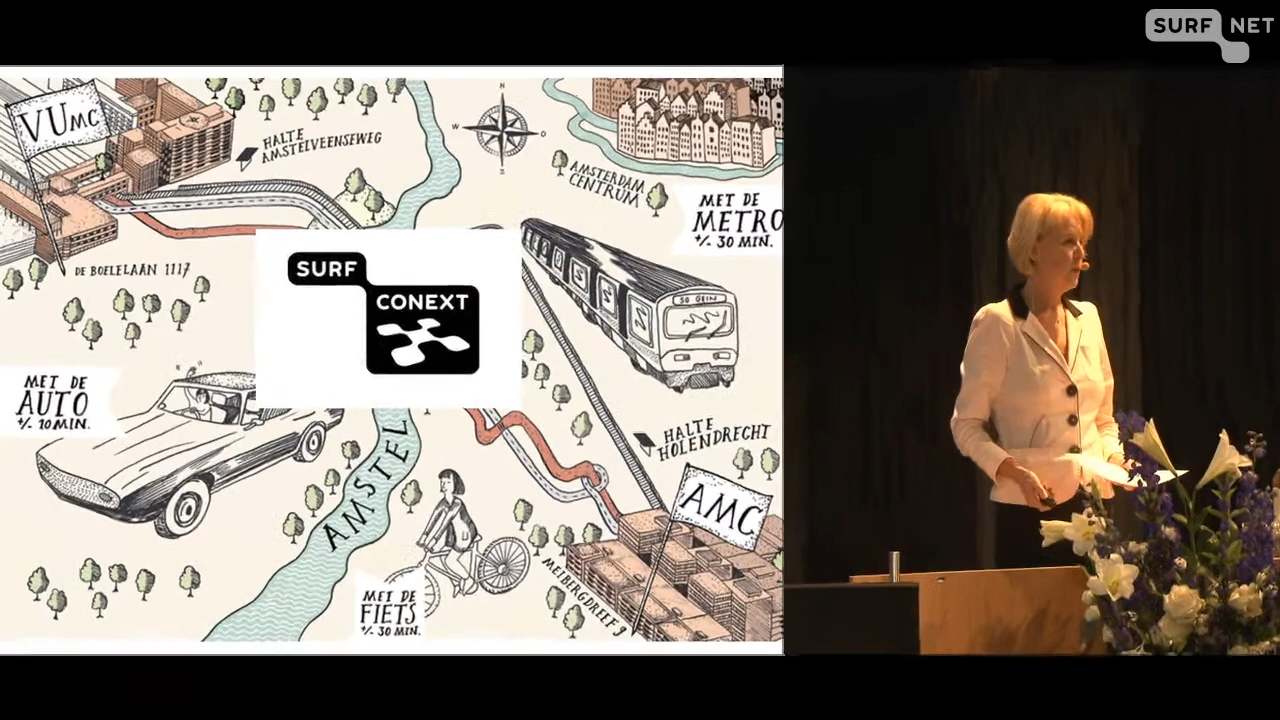 SURF NET
VUMC
HALTE
AMSTELVEENSEWEG
N
W
O
Z
AMSTERDAM
CENTRUM
MET DE
METRO
+/- 30 MIN.
DE BOELELAAN 1117
SURF
CONEXT
50 GEIN
MET DE
AUTO
+/- 10 MIN.
HALTE
HOLENDRECHT
AMSTEL
AMC
MEIBERGDREEF 9
MET DE
FIETS
+/- 30 MIN.